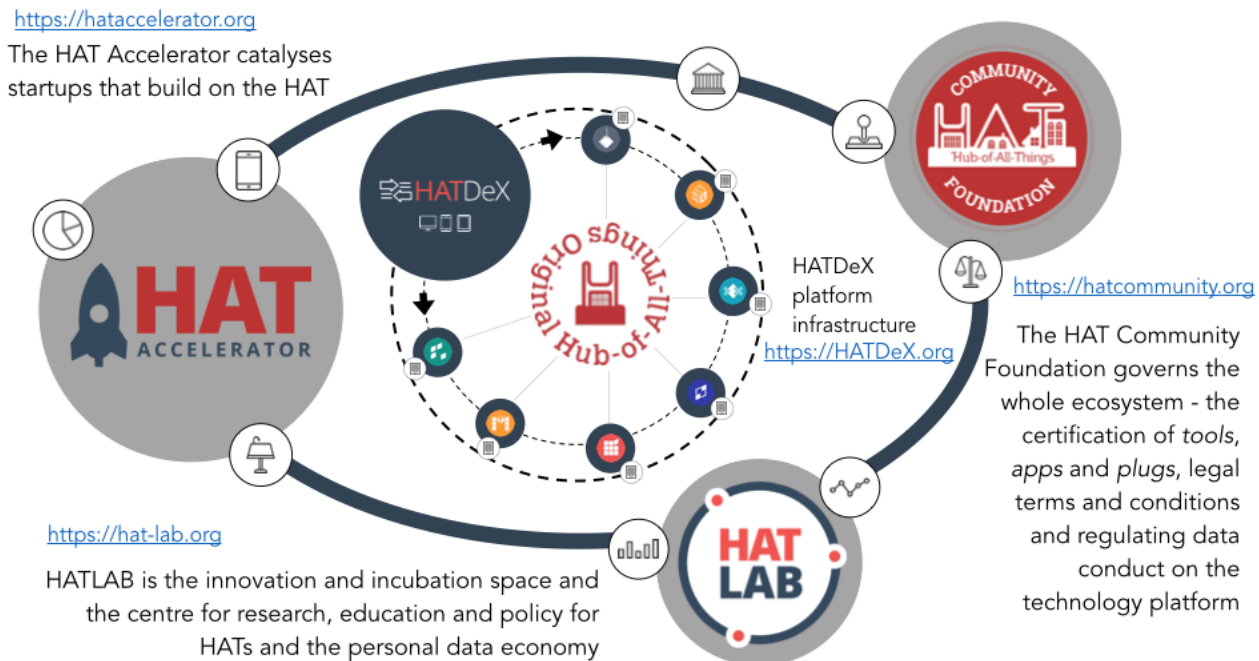 https://hataccelerator.org
The HAT Accelerator catalyses
startups that build on the HAT
COMMUNITY
HAT
Hub-of-All-Things
FOUNDATION
HATDeX
Original Hub-of-All-Things
HAT
ACCELERATOR
HATDeX
platform
infrastructure
https://HATDeX.org
https://hatcommunity.org
The HAT Community
Foundation governs the
whole ecosystem - the
certification of tools,
apps and plugs, legal
terms and conditions
and regulating data
conduct on the
technology platform
https://hat-lab.org
HATLAB is the innovation and incubation space and
the centre for research, education and policy for
HATs and the personal data economy
HAT
LAB